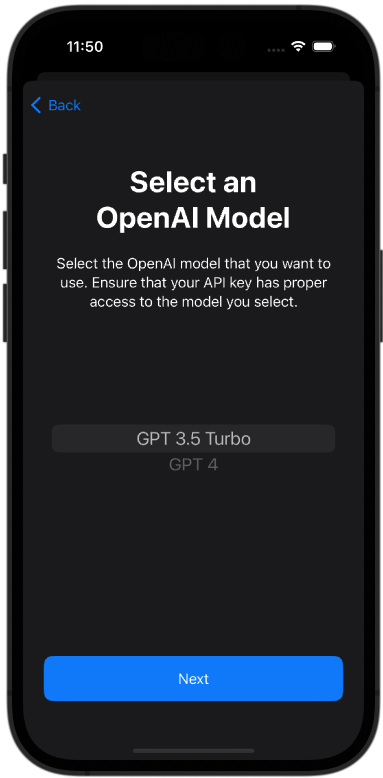 11:50
Back
Select an
OpenAI Model
Select the OpenAI model that you want to
use. Ensure that your API key has proper
access to the model you select.
GPT 3.5 Turbo
GPT 4
Next